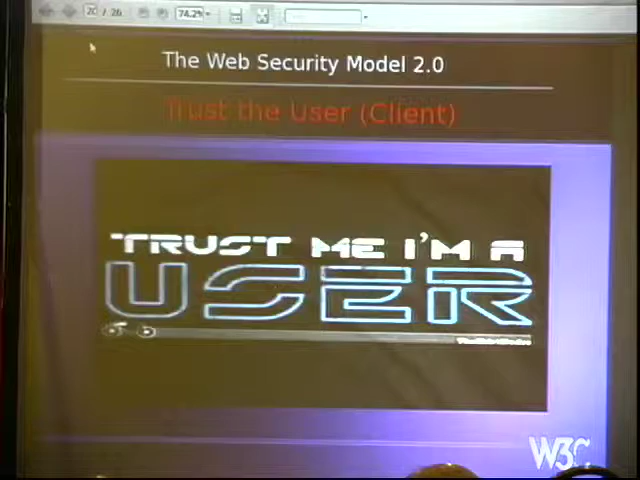 20 / 26 74.2%
The Web Security Model 2.0
Trust the User (Client)
TRUST ME I'M A
USER
W3C